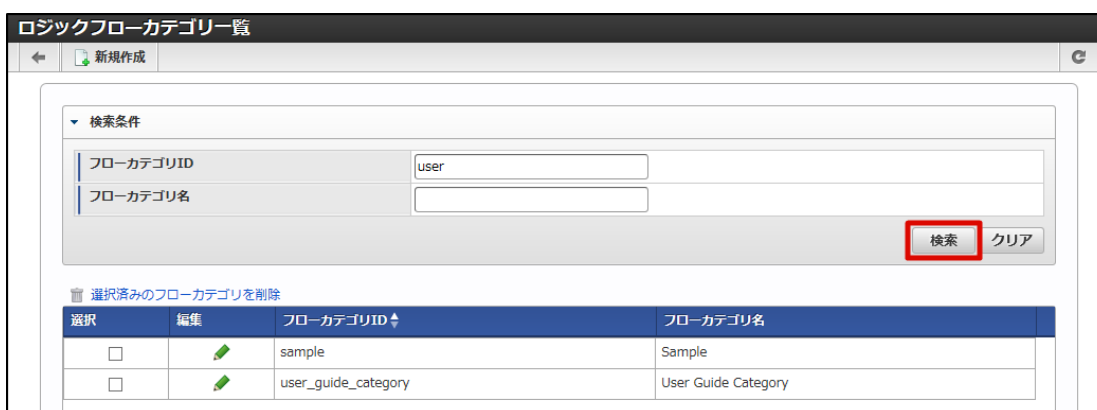 ロジックフローカテゴリ一覧
新規作成
検索条件
フローカテゴリID user
フローカテゴリ名
検索 クリア
選択済みのフローカテゴリを削除
選択 編集 フローカテゴリID フローカテゴリ名
sample Sample
user_guide_category User Guide Category